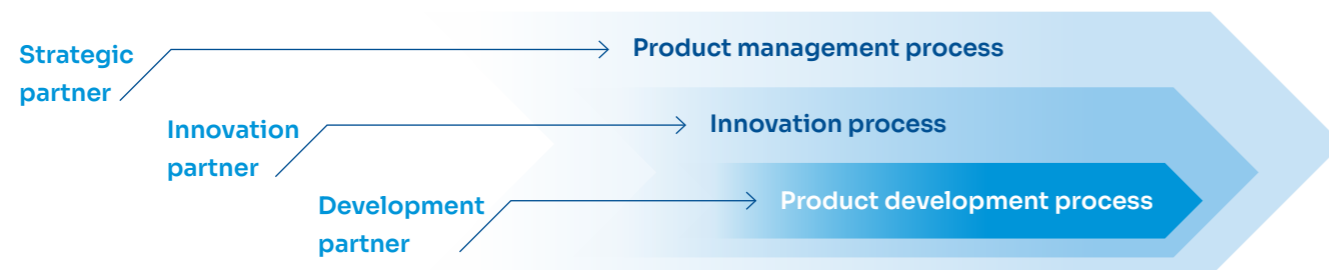 Strategic
partner
Product management process
Innovation
partner
Innovation process
Development
partner
Product development process